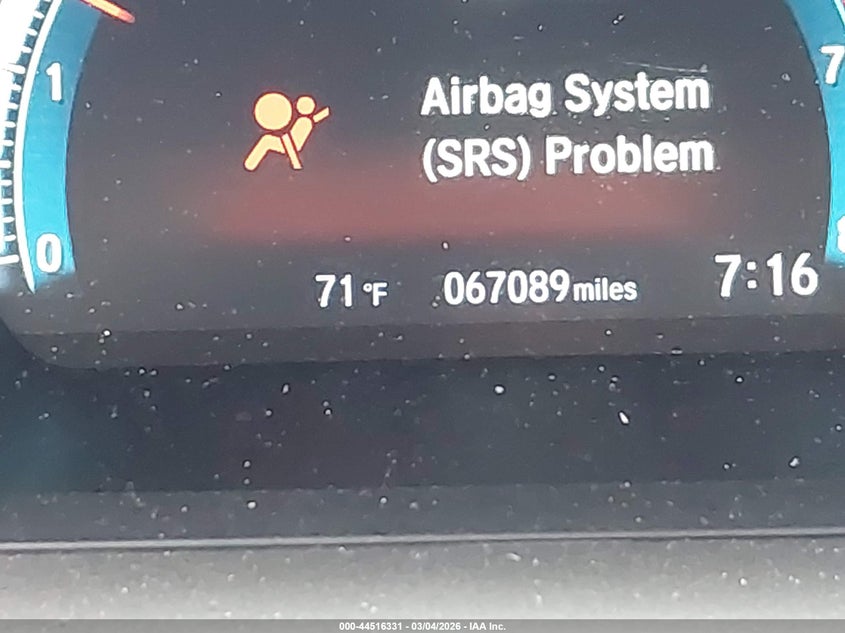 1
7
Airbag System
(SRS) Problem
0
71 °F
067089 miles
7:16
000-44516331 - 03/04/2026 - IAA Inc.